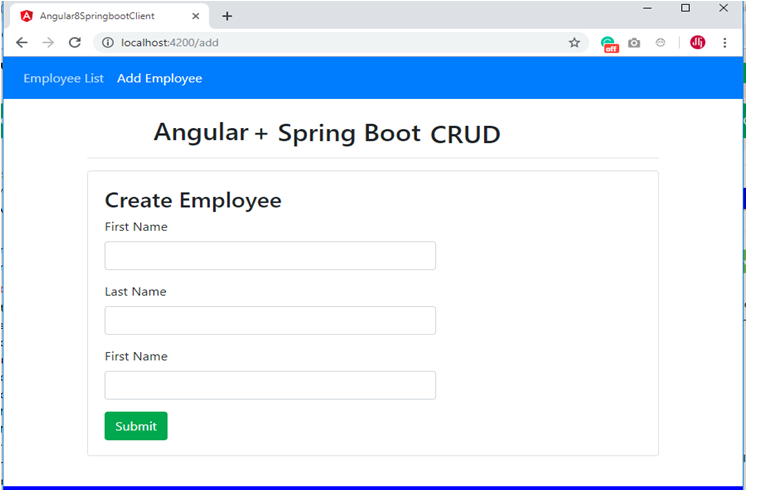 Angular8SpringbootClient
localhost:4200/add
off
Employee List Add Employee
Angular + Spring Boot CRUD
Create Employee
First Name
Last Name
First Name
Submit